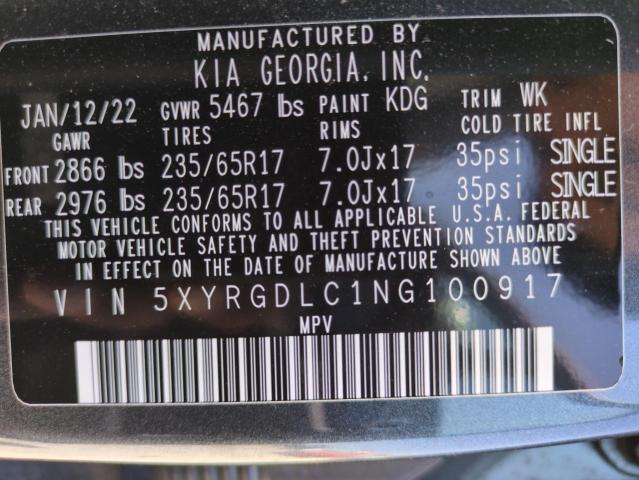 MANUFACTURED BY
KIA GEORGIA, INC.
JAN/12/22 GVWR 5467 lbs PAINT KDG TRIM WK
GAWR TIRES RIMS COLD TIRE INFL
FRONT 2866 lbs 235/65R17 7.0Jx17 35psi SINGLE
REAR 2976 lbs 235/65R17 7.0Jx17 35psi SINGLE
THIS VEHICLE CONFORMS TO ALL APPLICABLE U.S.A. FEDERAL
MOTOR VEHICLE SAFETY AND THEFT PREVENTION STANDARDS
IN EFFECT ON THE DATE OF MANUFACTURE SHOWN ABOVE
VIN 5XYRGDLC1NG100917
MPV